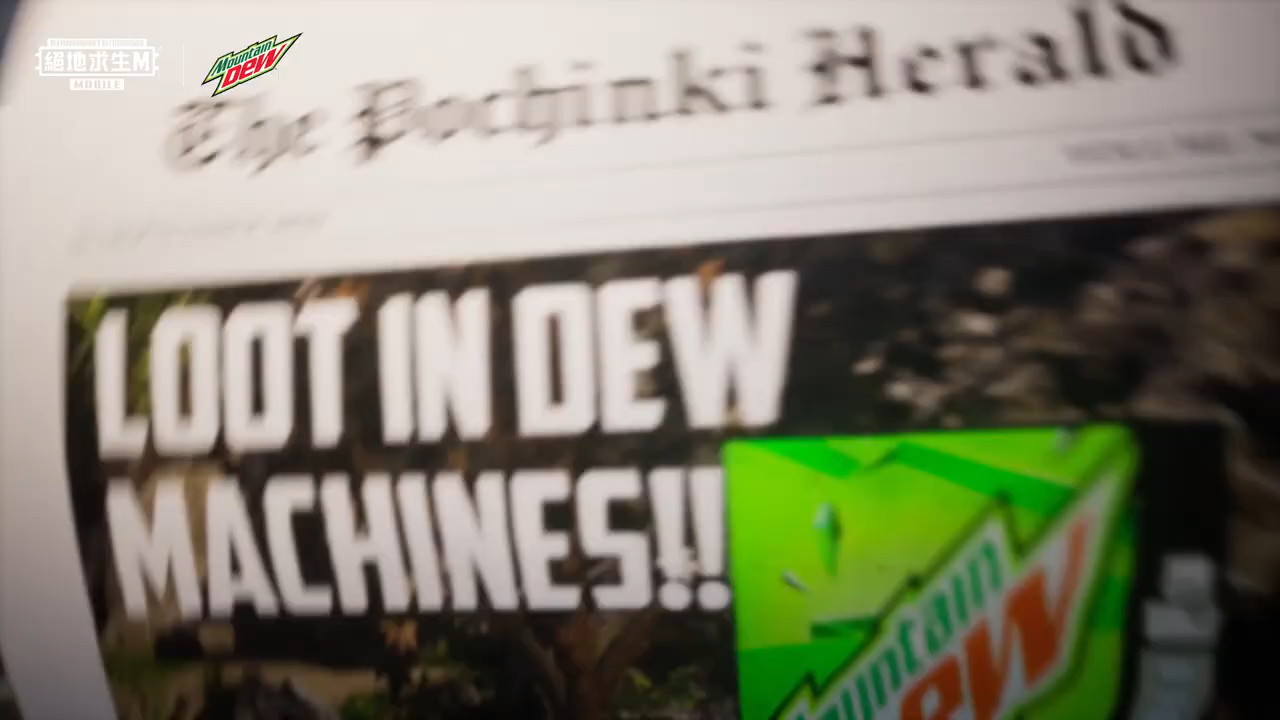 絕地求生M
MOBILE
Mountain
DEW
The Pochinki Herald
LOOT IN DEW
MACHINES!!
Mountain
DEW